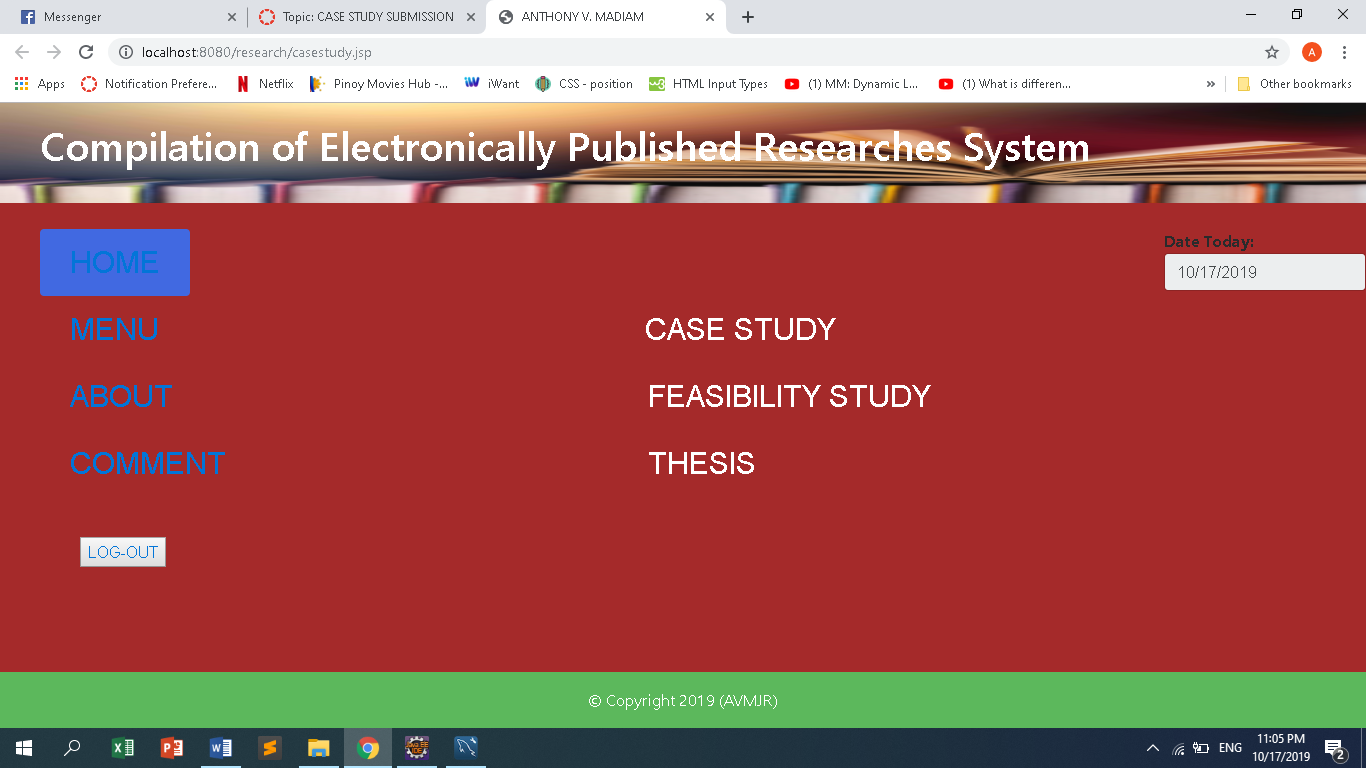 Messenger
Topic: CASE STUDY SUBMISSION
ANTHONY V. MADIAM
localhost:8080/research/casestudy.jsp
A
Apps
Notification Prefere...
Netflix
Pinoy Movies Hub -...
iWant
CSS - position
HTML Input Types
(1) MM: Dynamic L...
(1) What is differen...
»
Other bookmarks
Compilation of Electronically Published Researches System
HOME
Date Today:
10/17/2019
MENU
CASE STUDY
ABOUT
FEASIBILITY STUDY
COMMENT
THESIS
LOG-OUT
© Copyright 2019 (AVMJR)
ENG
11:05 PM
10/17/2019
2